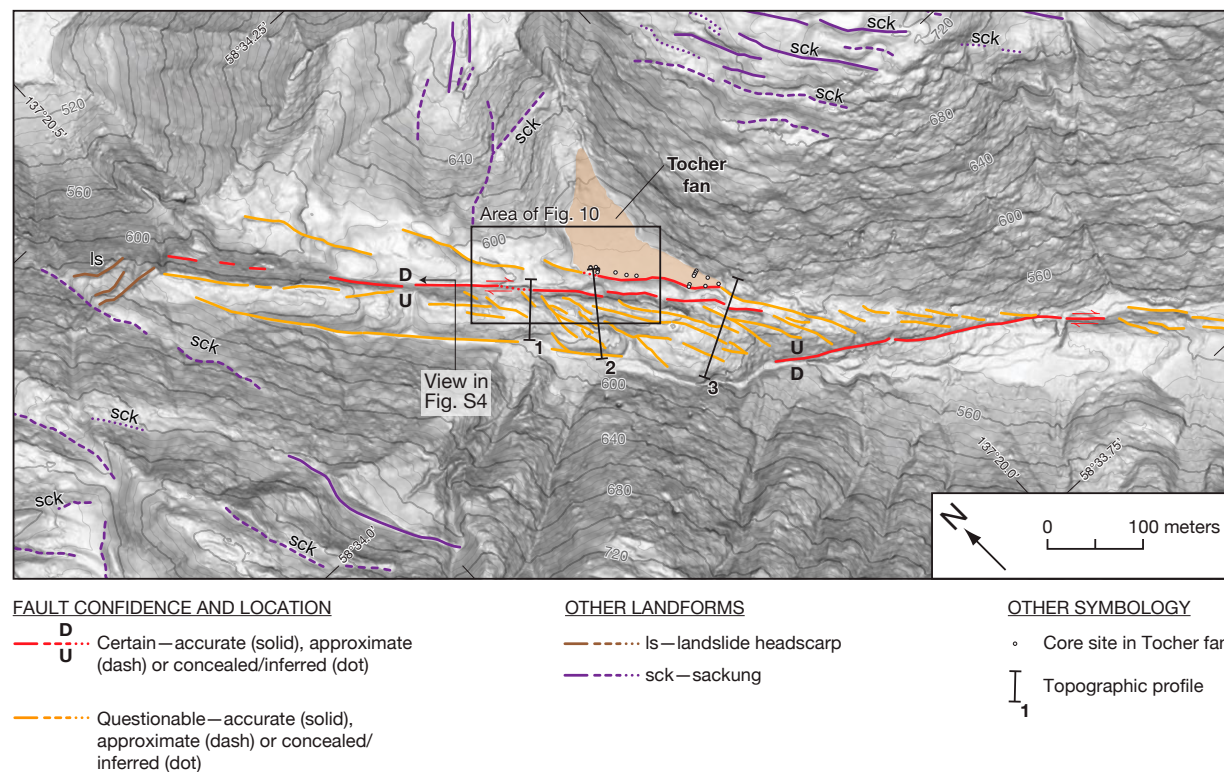 58°34.25'
sck
sck
sck
720
sck
137°20.5'
520
sck
680
sck
640
640
Tocher
fan
560
Area of Fig. 10
600
600
600
ls
560
D
U
sck
1
2
U
D
View in
Fig. S4
3
600
sck
560
640
137°20.0'
58°33.75'
680
sck
58°34.0'
sck
720
N
0 100 meters
FAULT CONFIDENCE AND LOCATION
D
U
Certain—accurate (solid), approximate
(dash) or concealed/inferred (dot)
Questionable—accurate (solid),
approximate (dash) or concealed/
inferred (dot)
OTHER LANDFORMS
ls—landslide headscarp
sck—sackung
OTHER SYMBOLOGY
Core site in Tocher fan
Topographic profile
1